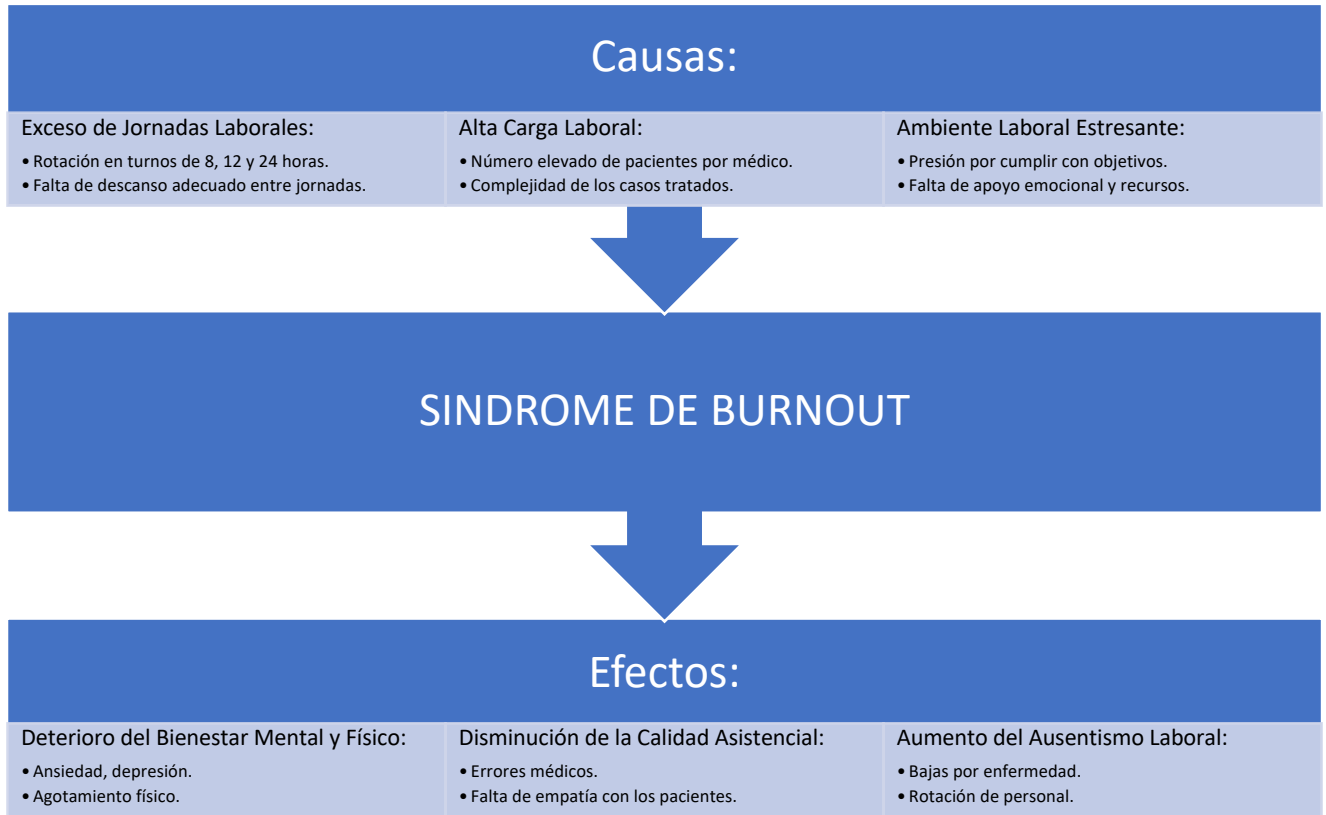 Causas:
Exceso de Jornadas Laborales:
• Rotación en turnos de 8, 12 y 24 horas.
• Falta de descanso adecuado entre jornadas.
Alta Carga Laboral:
• Número elevado de pacientes por médico.
• Complejidad de los casos tratados.
Ambiente Laboral Estresante:
• Presión por cumplir con objetivos.
• Falta de apoyo emocional y recursos.
SINDROME DE BURNOUT
Efectos:
Deterioro del Bienestar Mental y Físico:
• Ansiedad, depresión.
• Agotamiento físico.
Disminución de la Calidad Asistencial:
• Errores médicos.
• Falta de empatía con los pacientes.
Aumento del Ausentismo Laboral:
• Bajas por enfermedad.
• Rotación de personal.